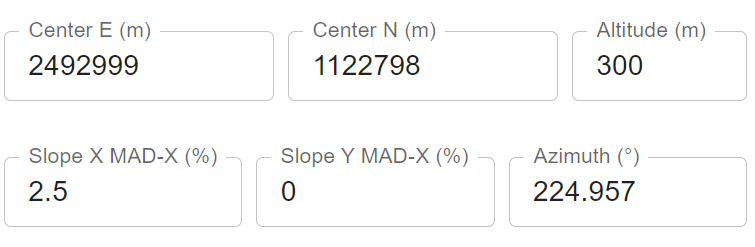 Center E (m) Center N (m) Altitude (m)
2492999 1122798 300
Slope X MAD-X (%) Slope Y MAD-X (%) Azimuth (°)
2.5 0 224.957